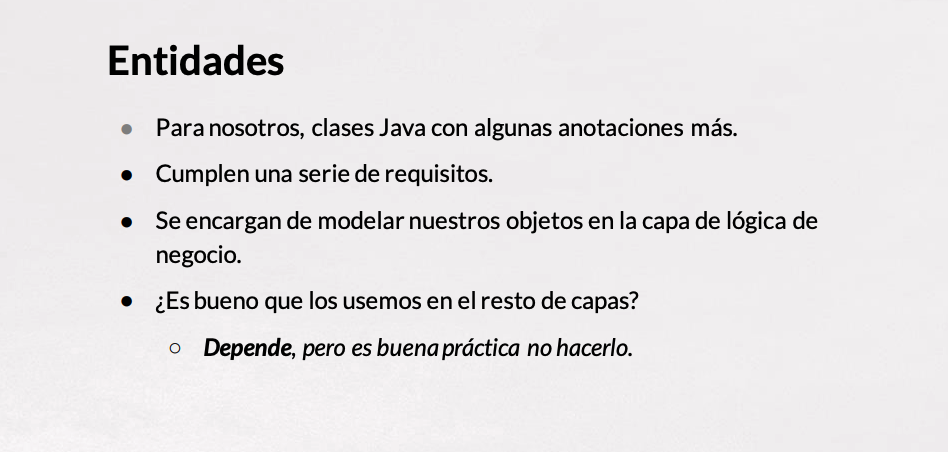 Entidades
● Para nosotros, clases Java con algunas anotaciones más.
● Cumplen una serie de requisitos.
● Se encargan de modelar nuestros objetos en la capa de lógica de
negocio.
● ¿Es bueno que los usemos en el resto de capas?
○ Depende, pero es buena práctica no hacerlo.